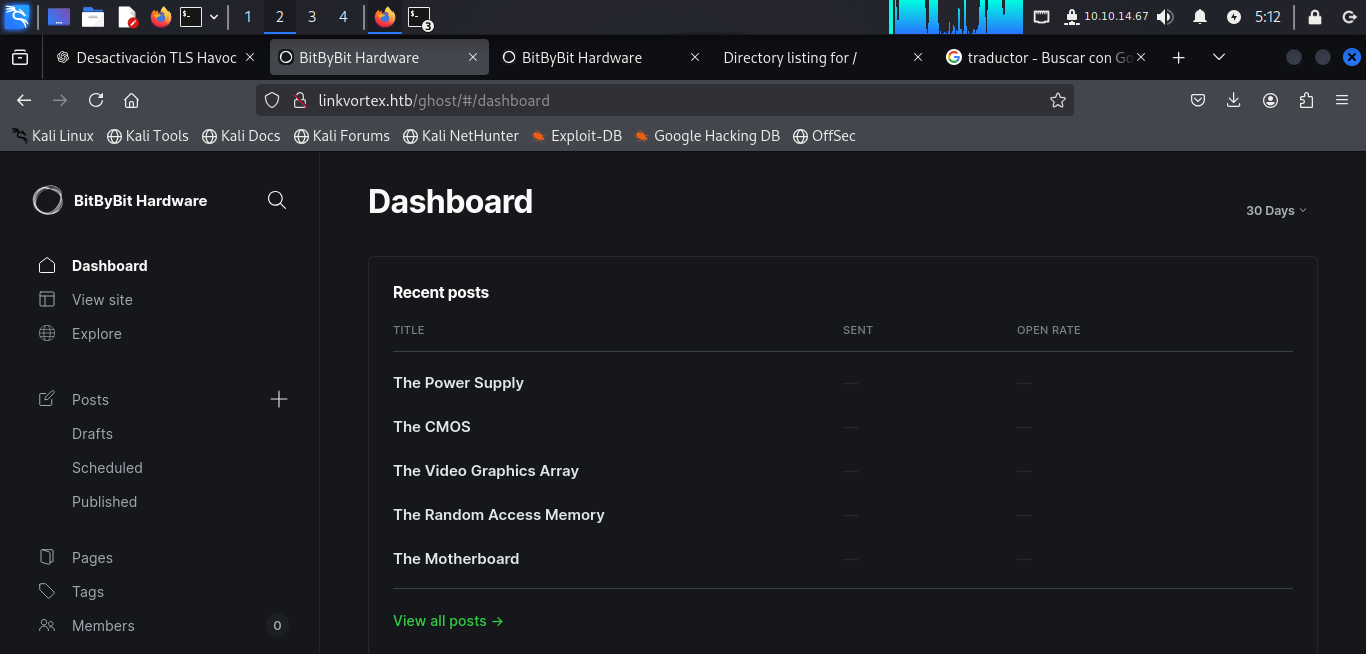 1 2 3 4 3 10.10.14.67 5:12
Desactivación TLS Havoc BitByBit Hardware BitByBit Hardware Directory listing for / traductor - Buscar con Go
linkvortex.htb/ghost/#/dashboard
Kali Linux Kali Tools Kali Docs Kali Forums Kali NetHunter Exploit-DB Google Hacking DB OffSec
BitByBit Hardware
Dashboard
View site
Explore
Posts
Drafts
Scheduled
Published
Pages
Tags
Members 0
Dashboard
30 Days
Recent posts
TITLE SENT OPEN RATE
The Power Supply — —
The CMOS — —
The Video Graphics Array — —
The Random Access Memory — —
The Motherboard — —
View all posts →